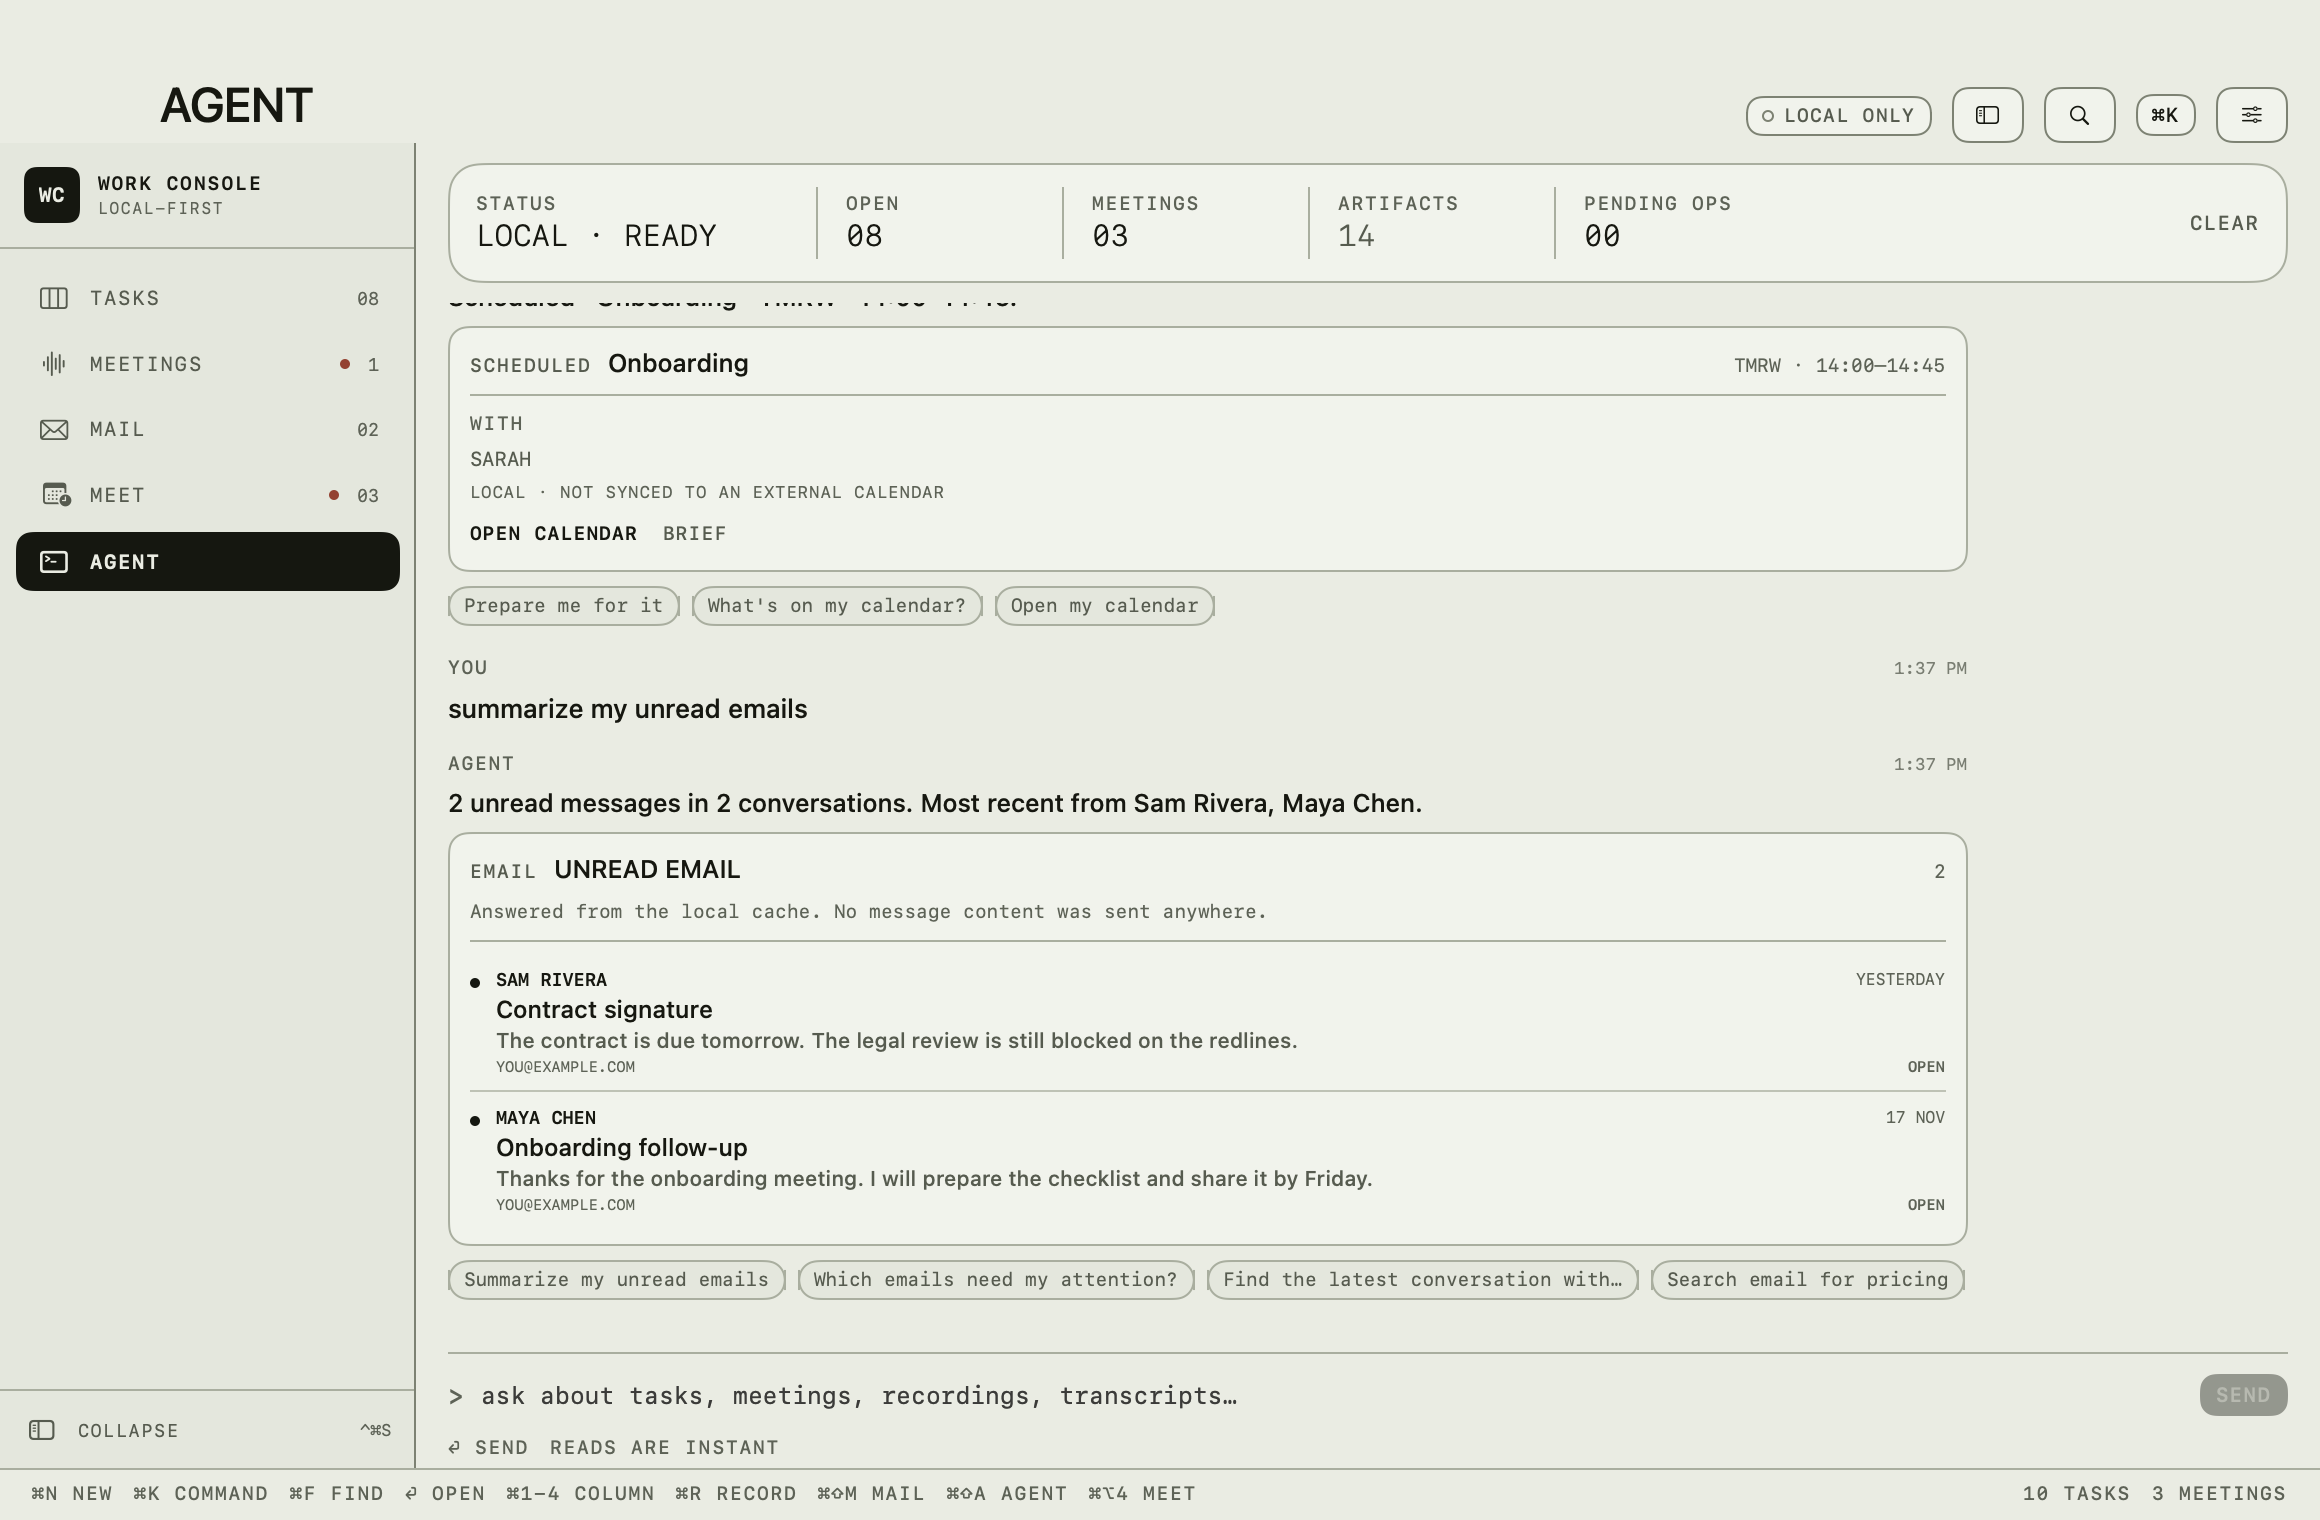 AGENT
LOCAL ONLY
⌘K
WC
WORK CONSOLE
LOCAL–FIRST
TASKS 08
MEETINGS 1
MAIL 02
MEET 03
AGENT
COLLAPSE ^⌘S
STATUS
LOCAL · READY
OPEN
08
MEETINGS
03
ARTIFACTS
14
PENDING OPS
00
CLEAR
SCHEDULED Onboarding TMRW · 14:00–14:45
WITH
SARAH
LOCAL · NOT SYNCED TO AN EXTERNAL CALENDAR
OPEN CALENDAR BRIEF
Prepare me for it What's on my calendar? Open my calendar
YOU 1:37 PM
summarize my unread emails
AGENT 1:37 PM
2 unread messages in 2 conversations. Most recent from Sam Rivera, Maya Chen.
EMAIL UNREAD EMAIL 2
Answered from the local cache. No message content was sent anywhere.
SAM RIVERA YESTERDAY
Contract signature
The contract is due tomorrow. The legal review is still blocked on the redlines.
YOU@EXAMPLE.COM OPEN
MAYA CHEN 17 NOV
Onboarding follow-up
Thanks for the onboarding meeting. I will prepare the checklist and share it by Friday.
YOU@EXAMPLE.COM OPEN
Summarize my unread emails Which emails need my attention? Find the latest conversation with… Search email for pricing
> ask about tasks, meetings, recordings, transcripts… SEND
⏎ SEND READS ARE INSTANT
⌘N NEW ⌘K COMMAND ⌘F FIND ⏎ OPEN ⌘1–4 COLUMN ⌘R RECORD ⌘⇧M MAIL ⌘⇧A AGENT ⌘⌥4 MEET 10 TASKS 3 MEETINGS